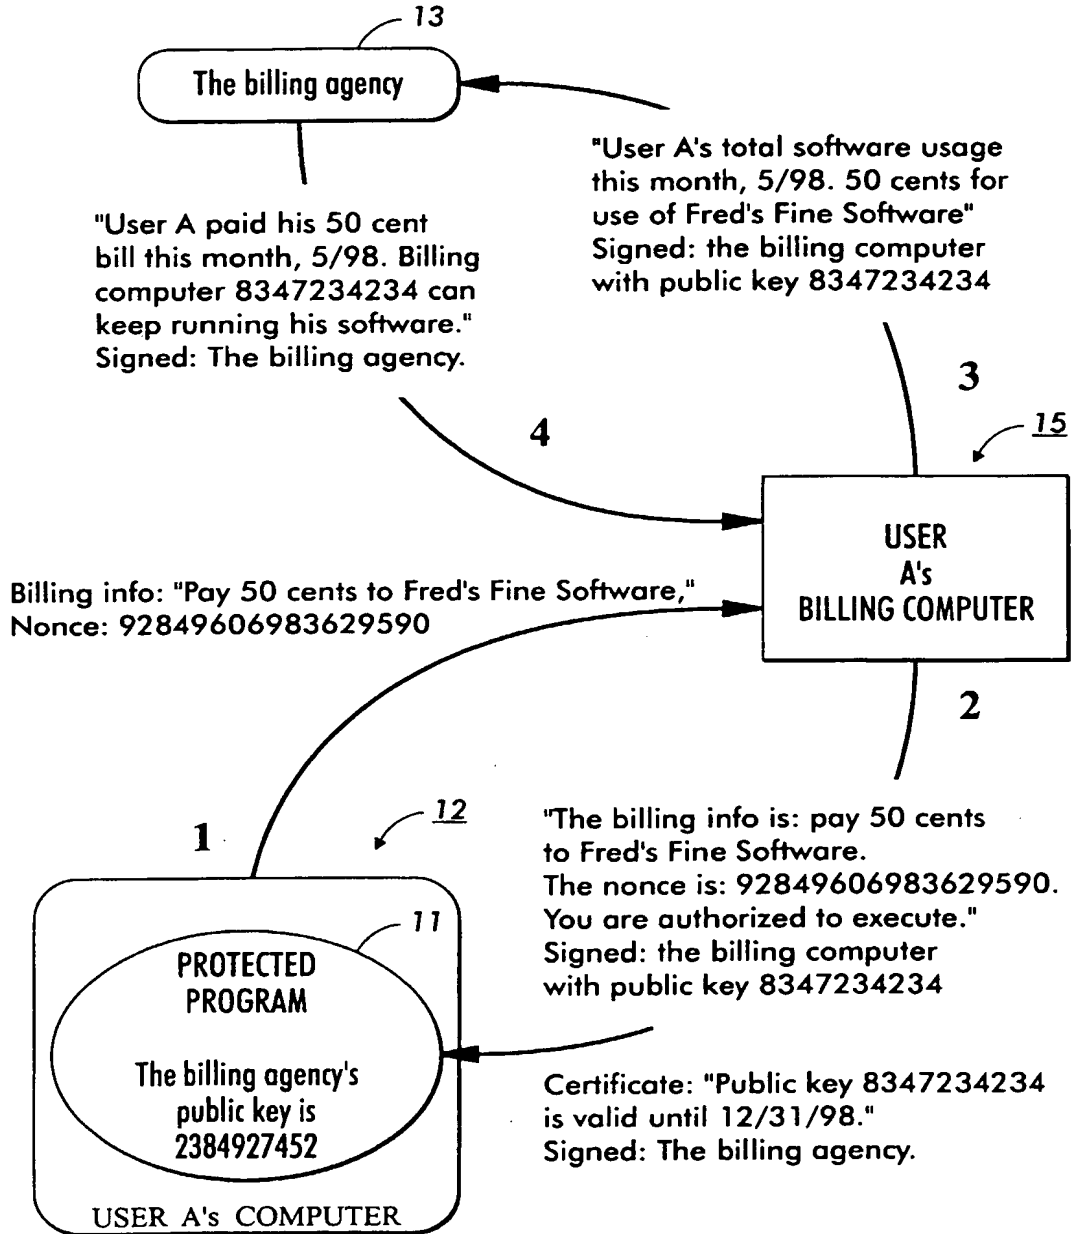 13
The billing agency
"User A's total software usage
this month, 5/98. 50 cents for
use of Fred's Fine Software"
Signed: the billing computer
with public key 8347234234
"User A paid his 50 cent
bill this month, 5/98. Billing
computer 8347234234 can
keep running his software."
Signed: The billing agency.
3
4
15
USER
A's
BILLING COMPUTER
Billing info: "Pay 50 cents to Fred's Fine Software,"
Nonce: 92849606983629590
2
1
12
"The billing info is: pay 50 cents
to Fred's Fine Software.
The nonce is: 92849606983629590.
You are authorized to execute."
Signed: the billing computer
with public key 8347234234
11
PROTECTED
PROGRAM
The billing agency's
public key is
2384927452
Certificate: "Public key 8347234234
is valid until 12/31/98."
Signed: The billing agency.
USER A's COMPUTER